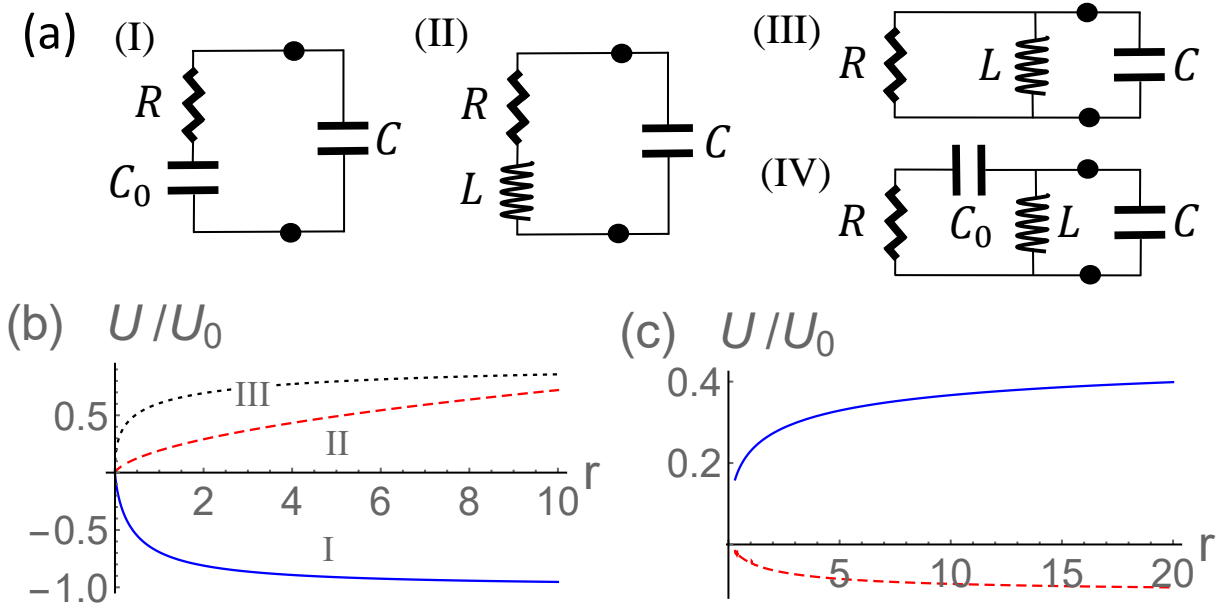 (a) (I) (II) (III)
R C₀ C
R L C
R L C
(IV)
R C₀ L C
(b) U/U₀
0.5
−0.5
−1.0
2 4 6 8 10 r
III
II
I
(c) U/U₀
0.4
0.2
5 10 15 20 r